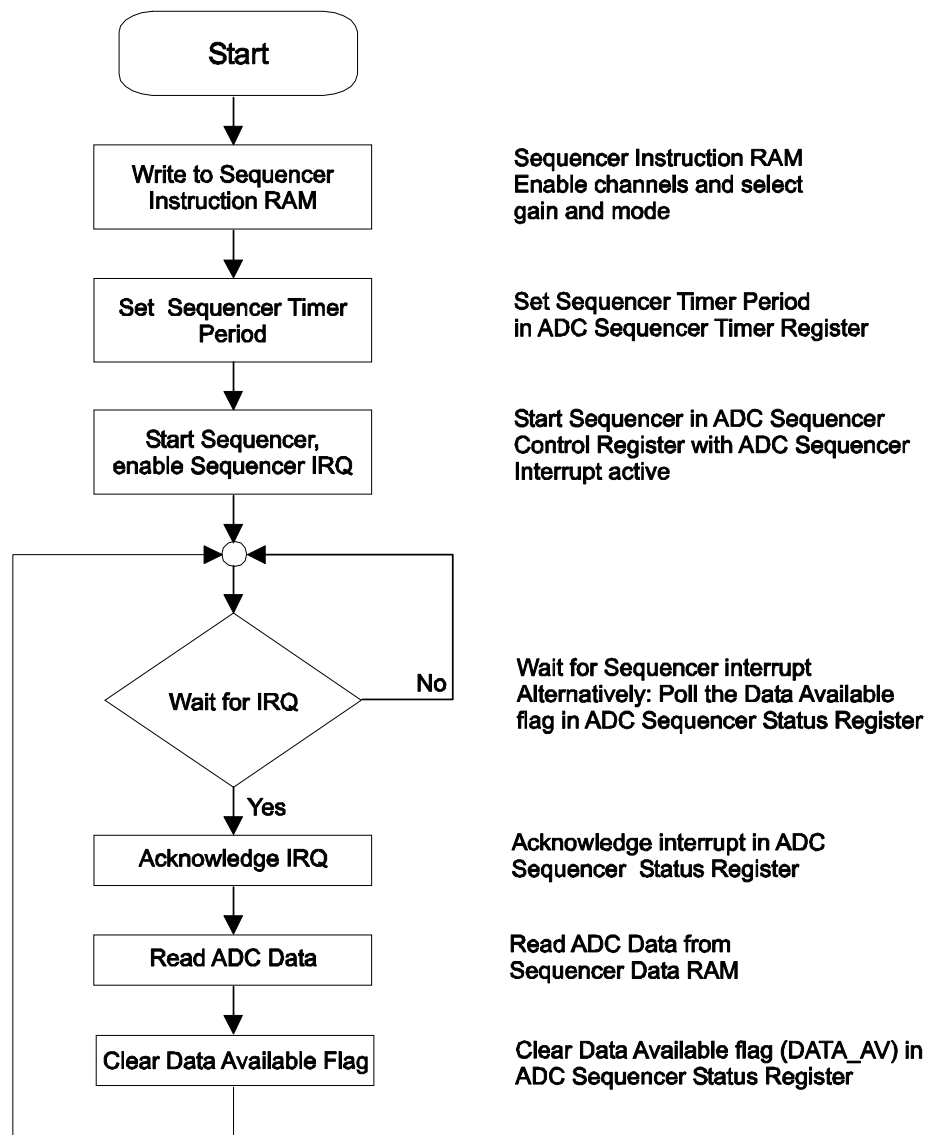 Start
Write to Sequencer
Instruction RAM
Sequencer Instruction RAM
Enable channels and select
gain and mode
Set Sequencer Timer
Period
Set Sequencer Timer Period
in ADC Sequencer Timer Register
Start Sequencer,
enable Sequencer IRQ
Start Sequencer in ADC Sequencer
Control Register with ADC Sequencer
Interrupt active
Wait for IRQ
No
Wait for Sequencer interrupt
Alternatively: Poll the Data Available
flag in ADC Sequencer Status Register
Yes
Acknowledge IRQ
Acknowledge interrupt in ADC
Sequencer Status Register
Read ADC Data
Read ADC Data from
Sequencer Data RAM
Clear Data Available Flag
Clear Data Available flag (DATA_AV) in
ADC Sequencer Status Register